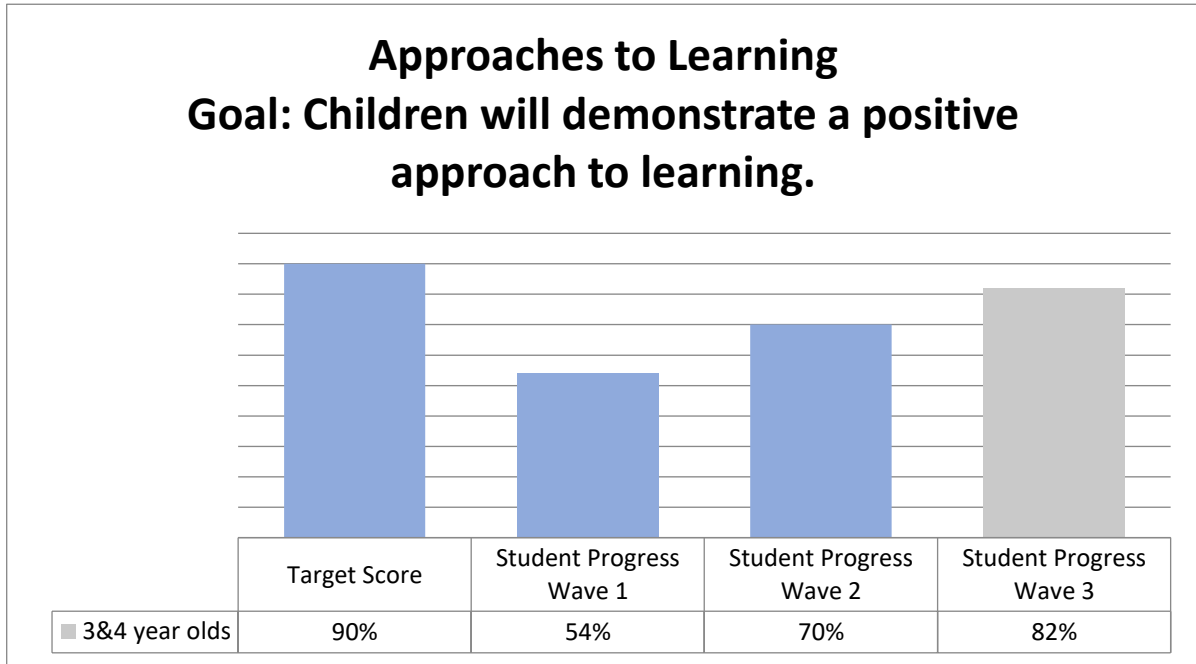 Approaches to Learning
Goal: Children will demonstrate a positive
approach to learning.
Target Score
Student Progress
Wave 1
Student Progress
Wave 2
Student Progress
Wave 3
3&4 year olds
90%
54%
70%
82%